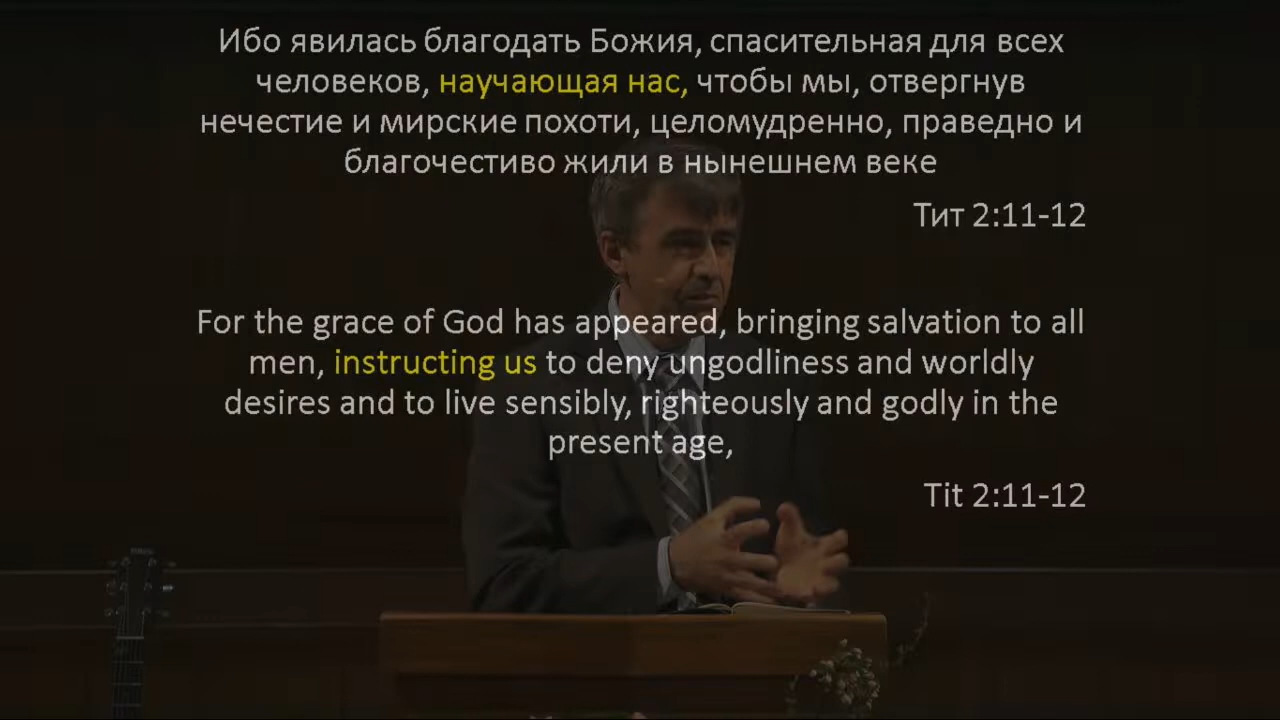 Ибо явилась благодать Божия, спасительная для всех
человеков, научающая нас, чтобы мы, отвергнув
нечестие и мирские похоти, целомудренно, праведно и
благочестиво жили в нынешнем веке
Тит 2:11-12
For the grace of God has appeared, bringing salvation to all
men, instructing us to deny ungodliness and worldly
desires and to live sensibly, righteously and godly in the
present age,
Tit 2:11-12